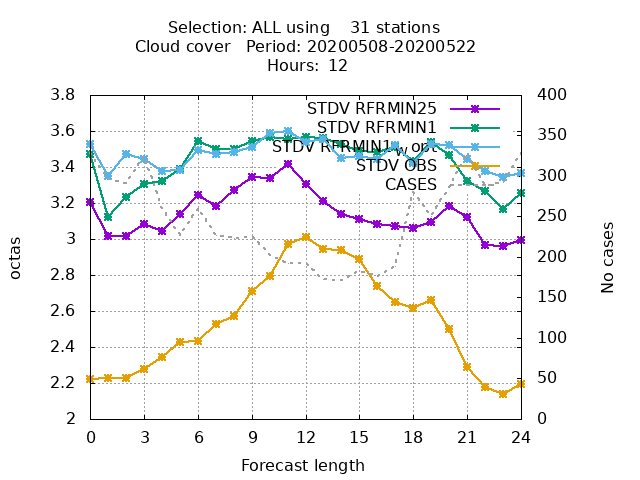 Selection: ALL using 31 stations
Cloud cover Period: 20200508-20200522
Hours: 12
STDV RFRMIN25
STDV RFRMIN1
STDV RFRMIN1_w_op
STDV OBS
CASES
octas
No cases
3.8
3.6
3.4
3.2
3
2.8
2.6
2.4
2.2
2
400
350
300
250
200
150
100
50
0
0 3 6 9 12 15 18 21 24
Forecast length